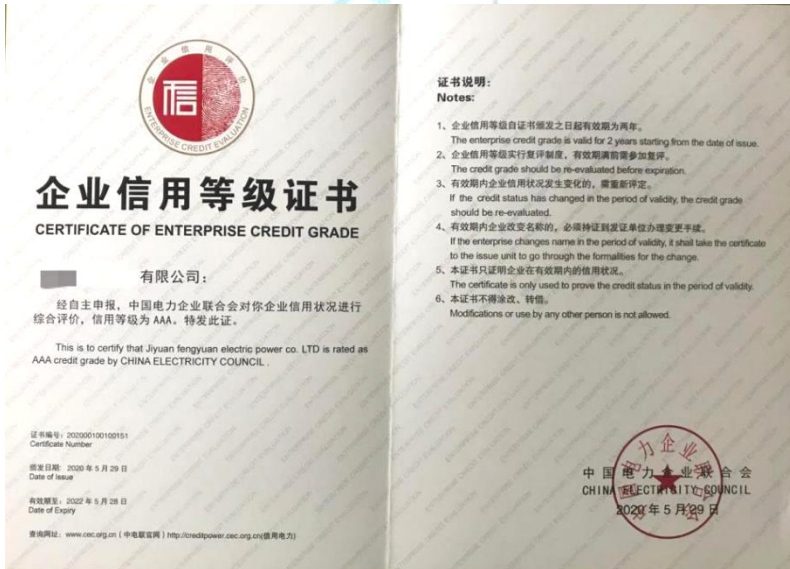 企业信用评价
信
ENTERPRISE CREDIT EVALUATION
企业信用等级证书
CERTIFICATE OF ENTERPRISE CREDIT GRADE
有限公司：
经自主申报，中国电力企业联合会对你企业信用状况进行
综合评价，信用等级为 AAA。特发此证。
This is to certify that Jiyuan fengyuan electric power co. LTD is rated as
AAA credit grade by CHINA ELECTRICITY COUNCIL .
证书编号：202000100100151
Certificate Number
颁发日期：2020 年 5 月 29 日
Date of Issue
有效期至：2022 年 5 月 28 日
Date of Expiry
查询网址：www.cec.org.cn（中电联官网）http://creditpower.cec.org.cn(信用电力)
证书说明：
Notes:
1、企业信用等级自证书颁发之日起有效期为两年。
The enterprise credit grade is valid for 2 years starting from the date of issue.
2、企业信用等级实行复评制度，有效期满前需参加复评。
The credit grade should be re-evaluated before expiration.
3、有效期内企业信用状况发生变化的，需重新评定。
If the credit status has changed in the period of validity, the credit grade
should be re-evaluated.
4、有效期内企业改变名称的，必须持证到发证单位办理变更手续。
If the enterprise changes name in the period of validity, it shall take the certificate
to the issue unit to go through the formalities for the change.
5、本证书只证明企业在有效期内的信用状况。
The certificate is only used to prove the credit status in the period of validity.
6、本证书不得涂改、转借。
Modifications or use by any other person is not allowed.
中国电力企业联合会
CHINA ELECTRICITY COUNCIL
2020 年 5 月 29 日
中国电力企业联合会